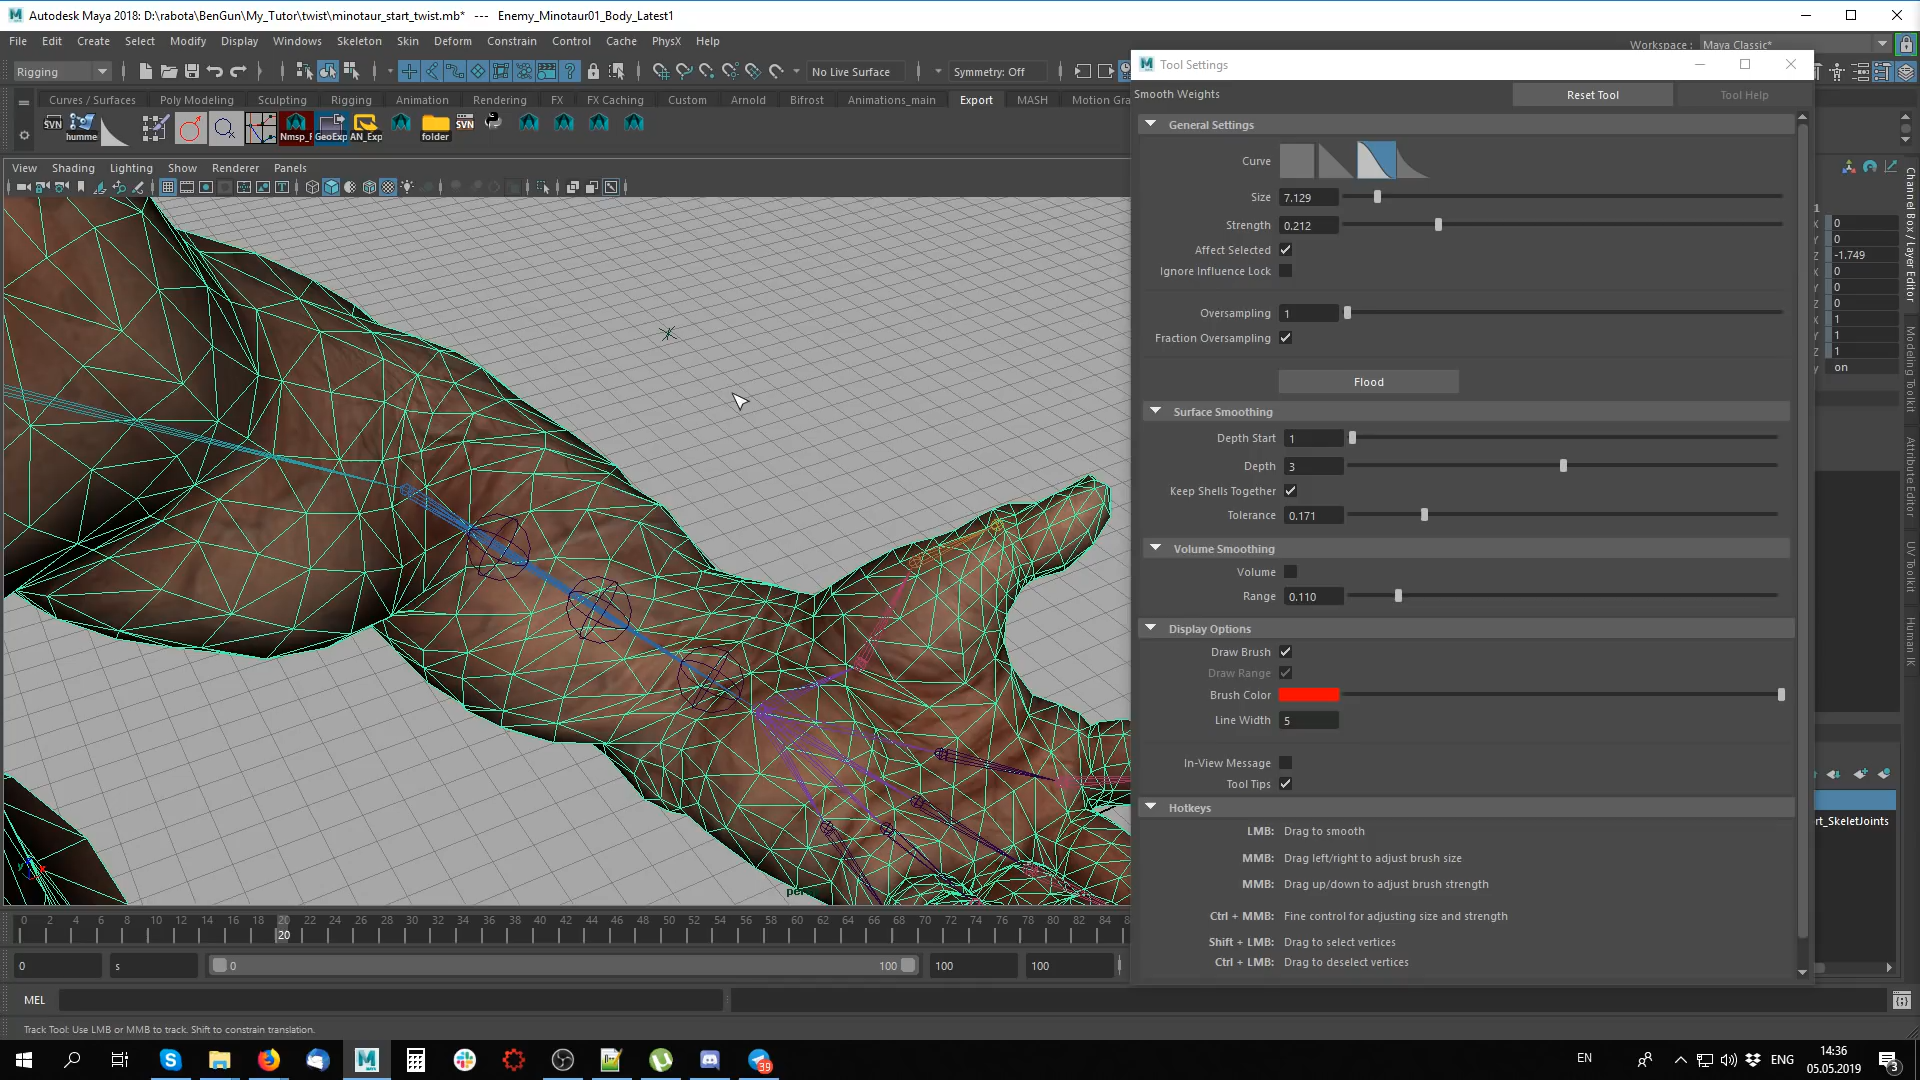 Autodesk Maya 2018: D:\rabota\BenGun\My_Tutor\twist\minotaur_start_twist.mb* --- Enemy_Minotaur01_Body_Latest1
File Edit Create Select Modify Display Windows Skeleton Skin Deform Constrain Control Cache PhysX Help
Workspace : Maya Classic*
Rigging
No Live Surface
Symmetry: Off
Curves / Surfaces Poly Modeling Sculpting Rigging Animation Rendering FX FX Caching Custom Arnold Bifrost Animations_main Export MASH Motion Gra
SVN
humme
Nmsp_F
GeoExp
AN_Exp
folder
SVN
View Shading Lighting Show Renderer Panels
Tool Settings
Smooth Weights
Reset Tool
Tool Help
General Settings
Curve
Size 7.129
Strength 0.212
Affect Selected
Ignore Influence Lock
Oversampling 1
Fraction Oversampling
Flood
Surface Smoothing
Depth Start 1
Depth 3
Keep Shells Together
Tolerance 0.171
Volume Smoothing
Volume
Range 0.110
Display Options
Draw Brush
Draw Range
Brush Color
Line Width 5
In-View Message
Tool Tips
Hotkeys
LMB: Drag to smooth
MMB: Drag left/right to adjust brush size
MMB: Drag up/down to adjust brush strength
Ctrl + MMB: Fine control for adjusting size and strength
Shift + LMB: Drag to select vertices
Ctrl + LMB: Drag to deselect vertices
1
X 0
Y 0
Z -1.749
X 0
Y 0
Z 0
X 1
Y 1
Z 1
y on
Channel Box / Layer Editor
Modeling Toolkit
Attribute Editor
UV Toolkit
Human IK
rt_SkeletJoints
per
0 2 4 6 8 10 12 14 16 18 20 22 24 26 28 30 32 34 36 38 40 42 44 46 48 50 52 54 56 58 60 62 64 66 68 70 72 74 76 78 80 82 84 8
20
0
s
0
100
100
100
MEL
Track Tool: Use LMB or MMB to track. Shift to constrain translation.
39
EN
ENG
14:36
05.05.2019
3